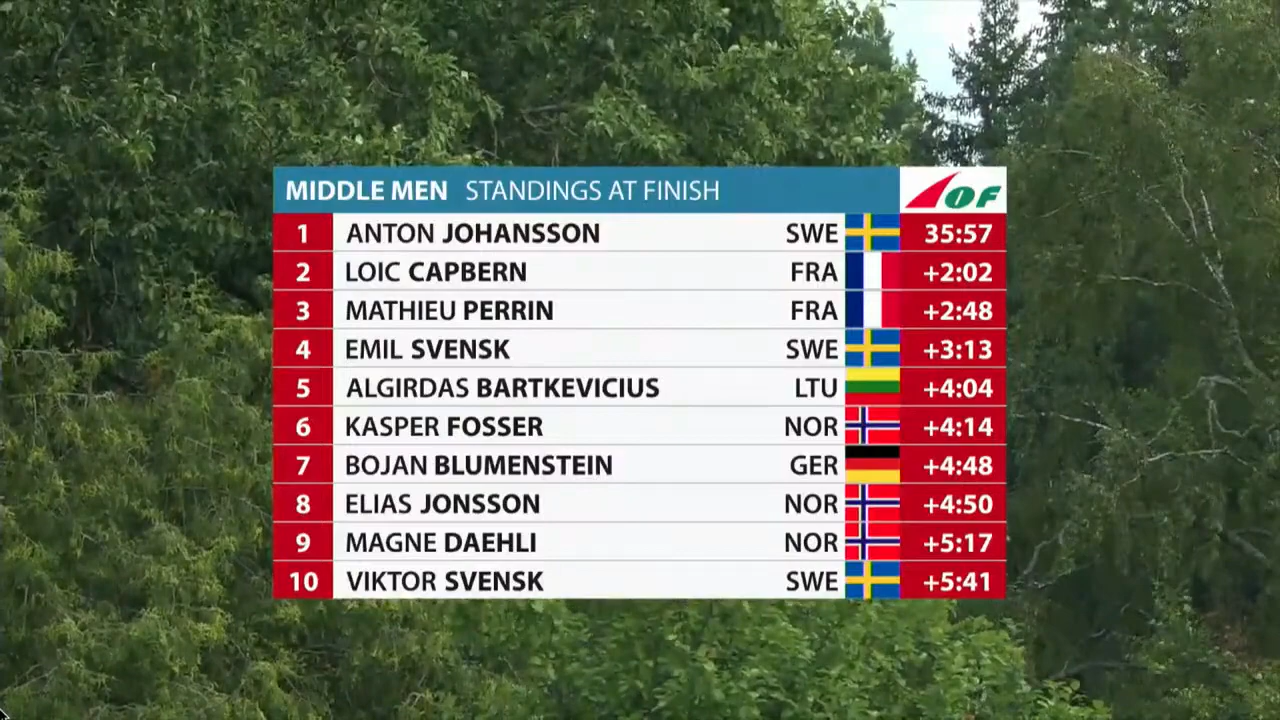 MIDDLE MEN STANDINGS AT FINISH IOF
1 ANTON JOHANSSON SWE 35:57
2 LOIC CAPBERN FRA +2:02
3 MATHIEU PERRIN FRA +2:48
4 EMIL SVENSK SWE +3:13
5 ALGIRDAS BARTKEVICIUS LTU +4:04
6 KASPER FOSSER NOR +4:14
7 BOJAN BLUMENSTEIN GER +4:48
8 ELIAS JONSSON NOR +4:50
9 MAGNE DAEHLI NOR +5:17
10 VIKTOR SVENSK SWE +5:41